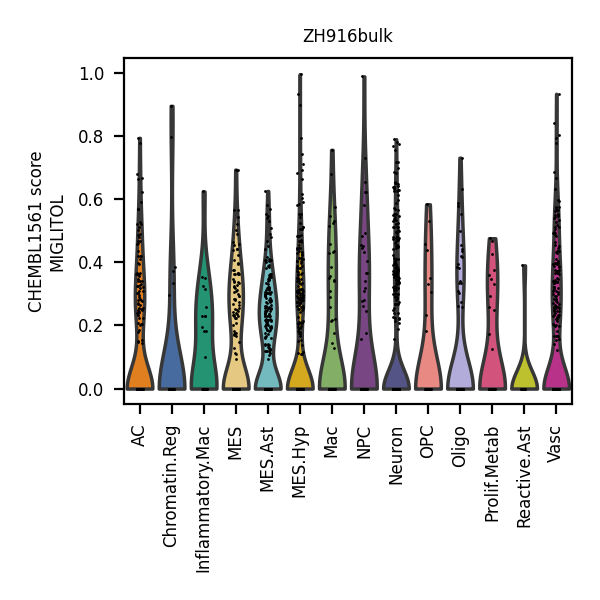 ZH916bulk
CHEMBL1561 score
MIGLITOL
1.0
0.8
0.6
0.4
0.2
0.0
AC
Chromatin.Reg
Inflammatory.Mac
MES
MES.Ast
MES.Hyp
Mac
NPC
Neuron
OPC
Oligo
Prolif.Metab
Reactive.Ast
Vasc